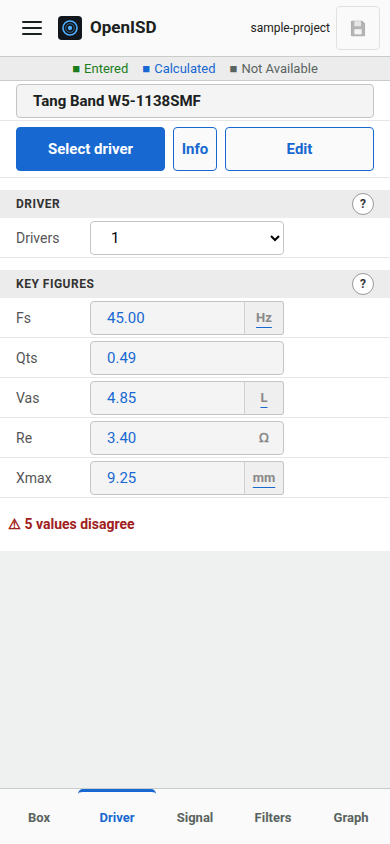 OpenISD
sample-project
Entered Calculated Not Available
Tang Band W5-1138SMF
Select driver Info Edit
DRIVER ?
Drivers 1
KEY FIGURES ?
Fs 45.00 Hz
Qts 0.49
Vas 4.85 L
Re 3.40 Ω
Xmax 9.25 mm
⚠ 5 values disagree
Box Driver Signal Filters Graph